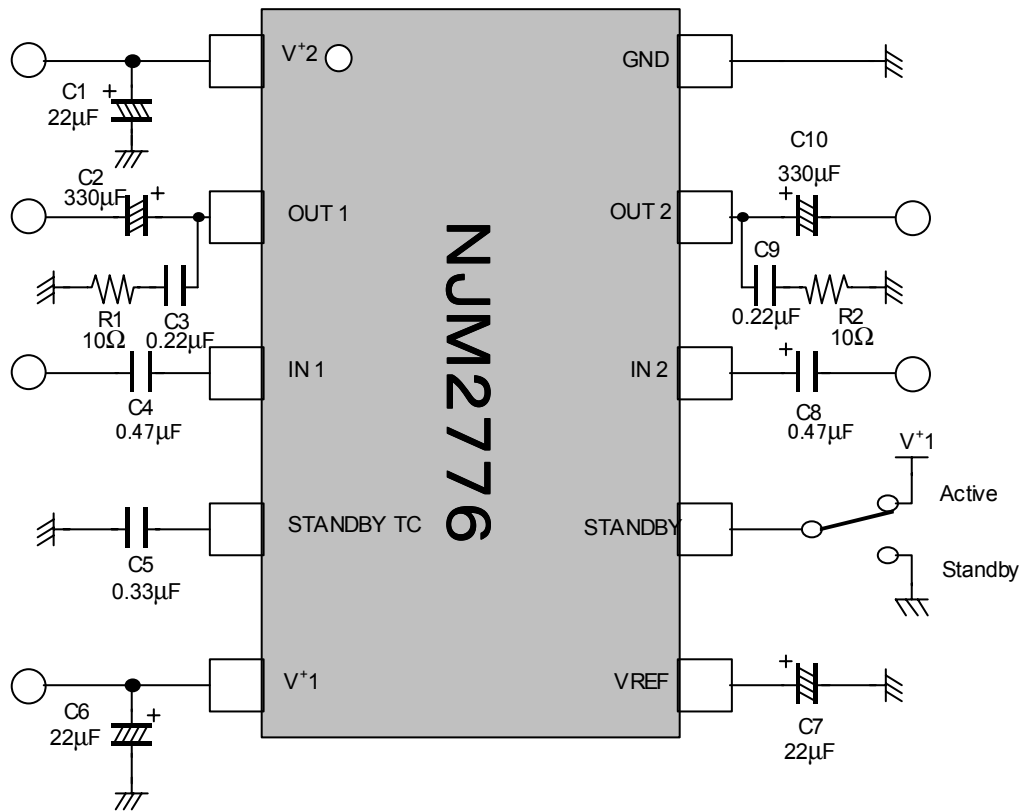 V+2
GND
C1
+
22µF
C2
330µF
+
OUT 1
R1
10Ω
C3
0.22µF
IN 1
C4
0.47µF
STANDBY TC
C5
0.33µF
V+1
C6
+
22µF
NJM2776
C10
330µF
+
OUT 2
C9
0.22µF
R2
10Ω
IN 2
+
C8
0.47µF
V+1
Active
STANDBY
Standby
VREF
+
C7
22µF